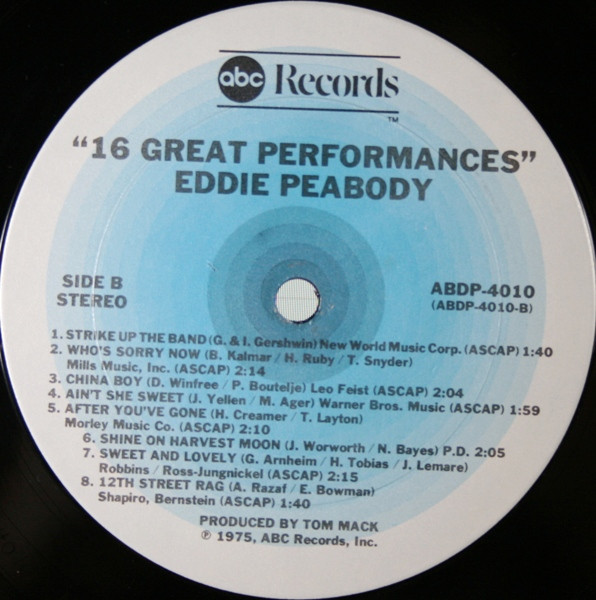 abc Records
TM
"16 GREAT PERFORMANCES"
EDDIE PEABODY
SIDE B
STEREO
ABDP-4010
(ABDP-4010-B)
1. STRIKE UP THE BAND (G. & I. Gershwin) New World Music Corp. (ASCAP) 1:40
2. WHO'S SORRY NOW (B. Kalmar / H. Ruby / T. Snyder)
Mills Music, Inc. (ASCAP) 2:14
3. CHINA BOY (D. Winfree / P. Boutelje) Leo Feist (ASCAP) 2:04
4. AIN'T SHE SWEET (J. Yellen / M. Ager) Warner Bros. Music (ASCAP) 1:59
5. AFTER YOU'VE GONE (H. Creamer / T. Layton)
Morley Music Co. (ASCAP) 2:10
6. SHINE ON HARVEST MOON (J. Worworth / N. Bayes) P.D. 2:05
7. SWEET AND LOVELY (G. Arnheim / H. Tobias / J. Lemare)
Robbins / Ross-Jungnickel (ASCAP) 2:15
8. 12TH STREET RAG (A. Razaf / E. Bowman)
Shapiro, Bernstein (ASCAP) 1:40
PRODUCED BY TOM MACK
℗ 1975, ABC Records, Inc.